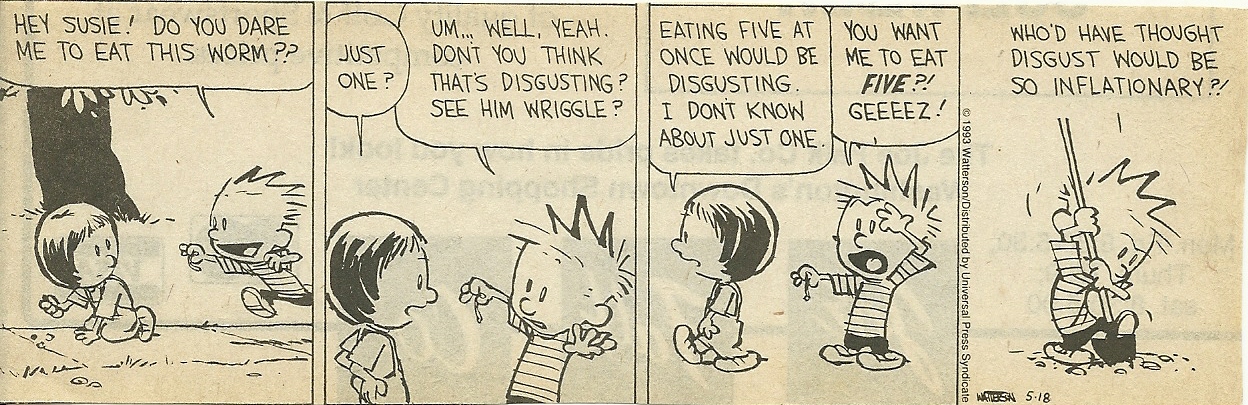 HEY SUSIE! DO YOU DARE
ME TO EAT THIS WORM??
JUST
ONE?
UM... WELL, YEAH.
DON'T YOU THINK
THAT'S DISGUSTING?
SEE HIM WRIGGLE?
EATING FIVE AT
ONCE WOULD BE
DISGUSTING.
I DON'T KNOW
ABOUT JUST ONE.
YOU WANT
ME TO EAT
FIVE?!
GEEEEZ!
© 1993 Watterson/Distributed by Universal Press Syndicate
WHO'D HAVE THOUGHT
DISGUST WOULD BE
SO INFLATIONARY?!
WATTERSON 5-18